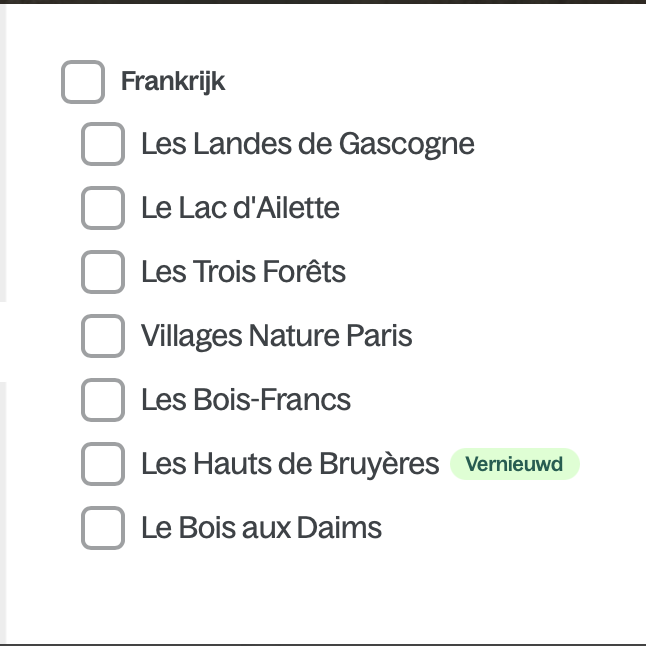 Frankrijk
Les Landes de Gascogne
Le Lac d'Ailette
Les Trois Forêts
Villages Nature Paris
Les Bois-Francs
Les Hauts de Bruyères Vernieuwd
Le Bois aux Daims